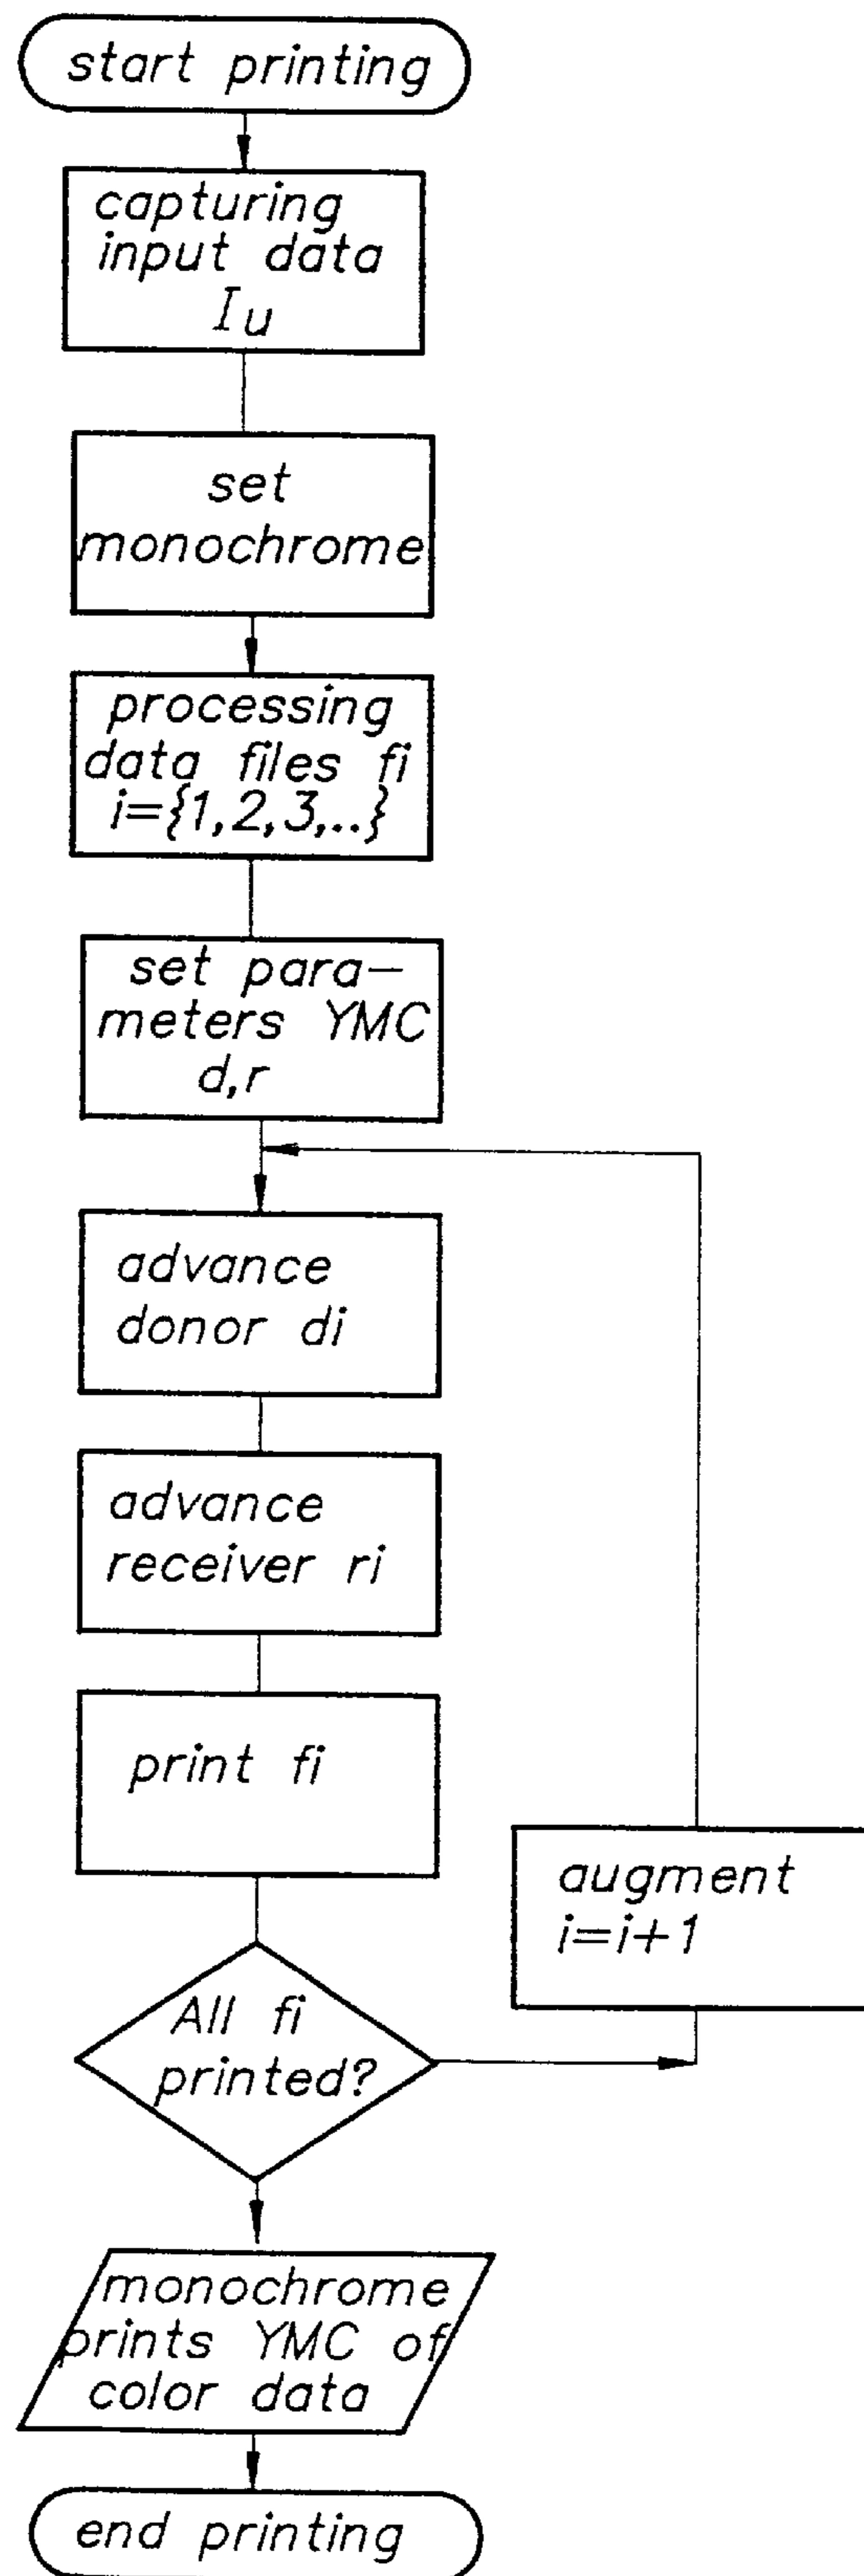 start printing
capturing
input data
Iu
set
monochrome
processing
data files fi
i={1,2,3,..}
set para-
meters YMC
d,r
advance
donor di
advance
receiver ri
print fi
augment
i=i+1
All fi
printed?
monochrome
prints YMC of
color data
end printing